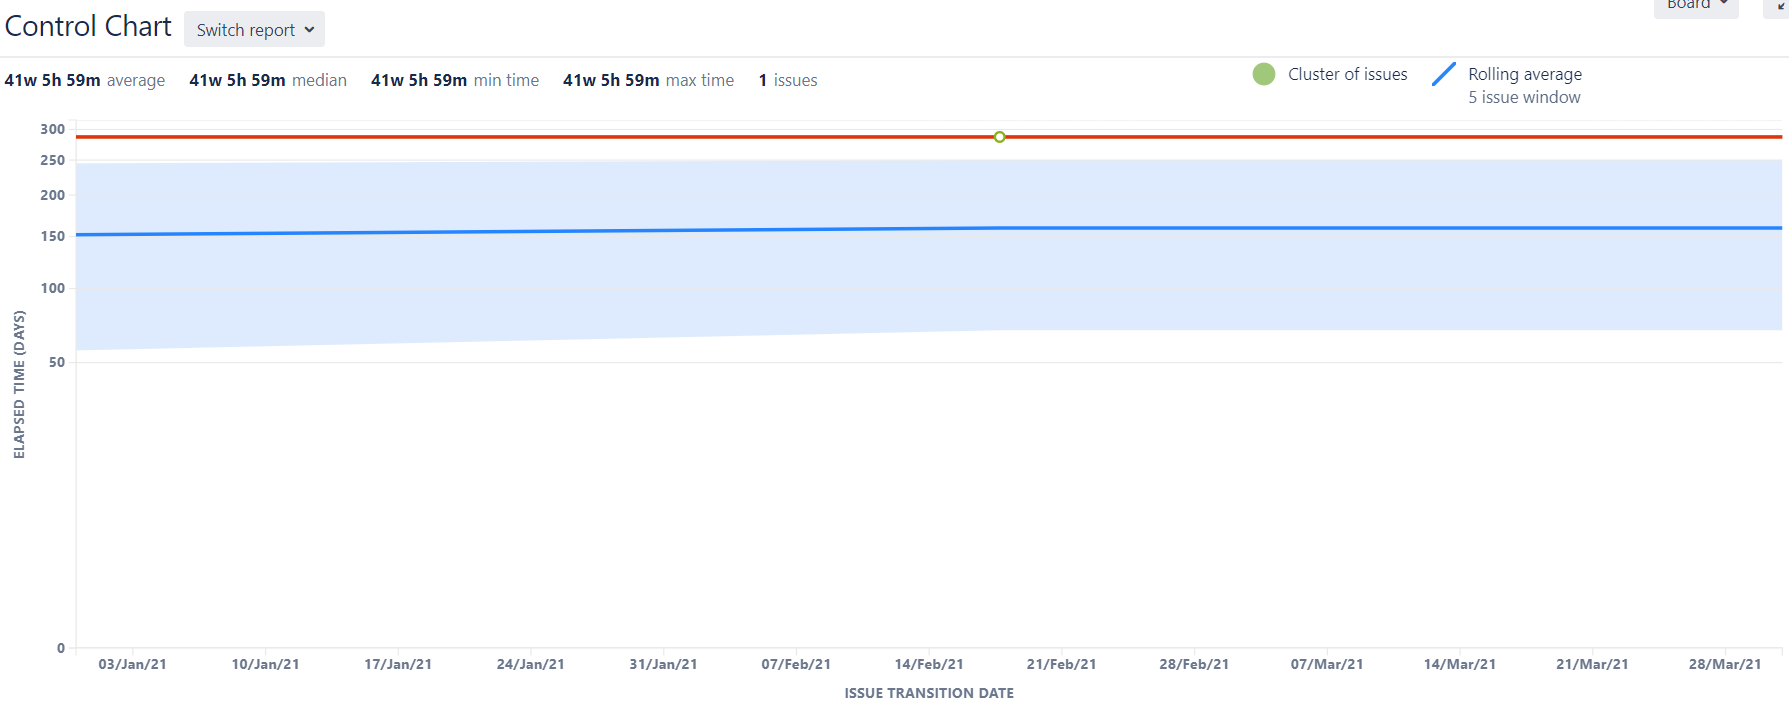 Board
Control Chart Switch report
41w 5h 59m average 41w 5h 59m median 41w 5h 59m min time 41w 5h 59m max time 1 issues
Cluster of issues
Rolling average
5 issue window
300
250
200
150
100
50
0
ELAPSED TIME (DAYS)
03/Jan/21 10/Jan/21 17/Jan/21 24/Jan/21 31/Jan/21 07/Feb/21 14/Feb/21 21/Feb/21 28/Feb/21 07/Mar/21 14/Mar/21 21/Mar/21 28/Mar/21
ISSUE TRANSITION DATE